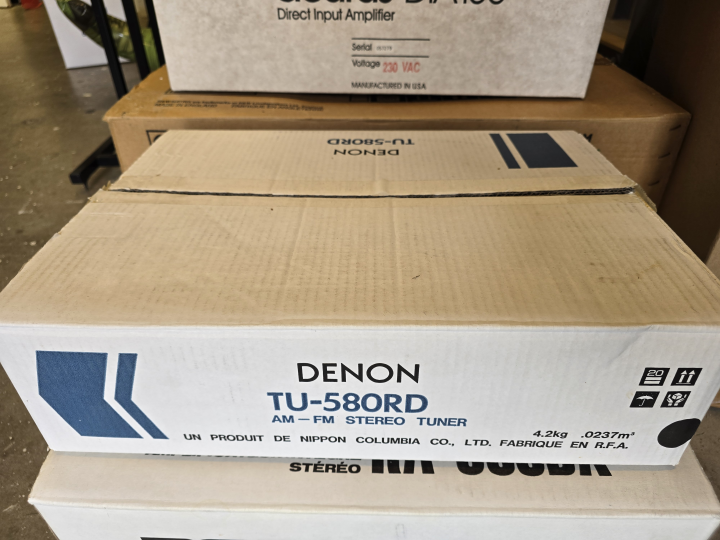 Direct Input Amplifier
Serial
Voltage 230 VAC
MANUFACTURED IN USA
TU-580RD
DENON
DENON
TU-580RD
AM-FM STEREO TUNER
20
4.2kg .0237m³
UN PRODUIT DE NIPPON COLUMBIA CO., LTD. FABRIQUE EN R.F.A.
STÉRÉO